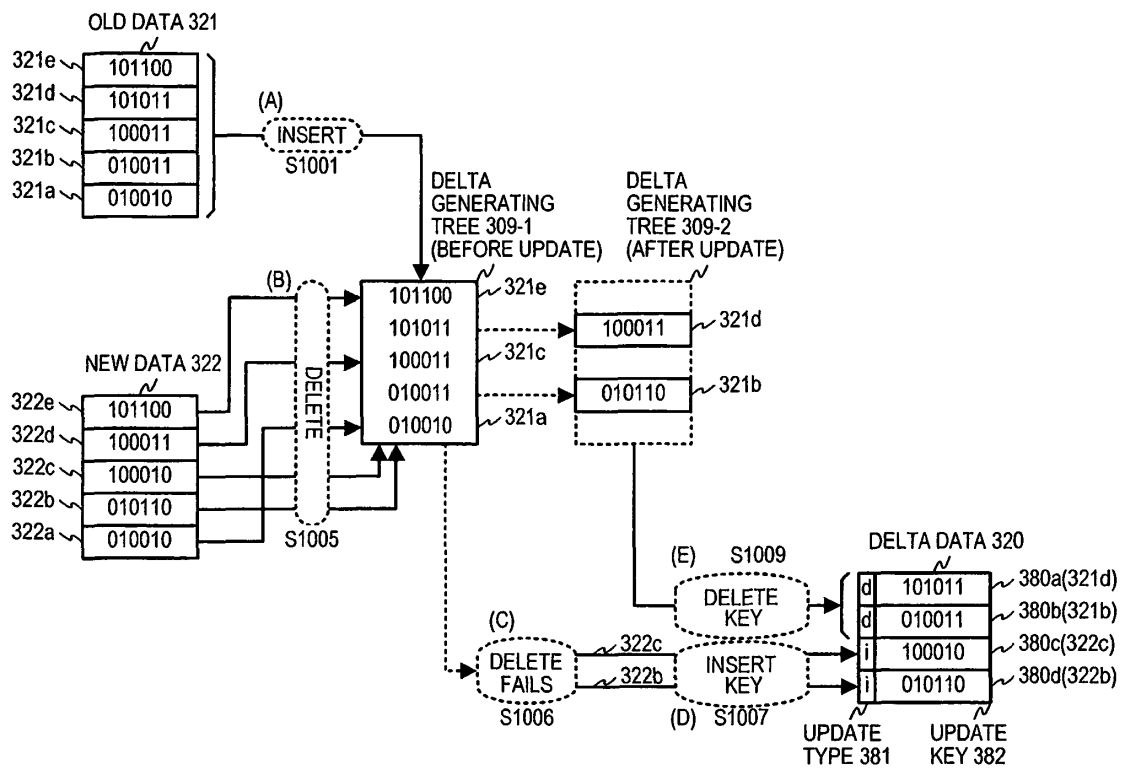 OLD DATA 321
321e 101100
321d 101011
321c 100011
321b 010011
321a 010010
(A)
INSERT
S1001
DELTA GENERATING TREE 309-1 (BEFORE UPDATE)
DELTA GENERATING TREE 309-2 (AFTER UPDATE)
(B)
DELETE
S1005
101100 321e
101011
100011 321c
010011
010010 321a
100011 321d
010110 321b
NEW DATA 322
322e 101100
322d 100011
322c 100010
322b 010110
322a 010010
(C)
DELETE
FAILS
S1006
322c
322b
(E)
S1009
DELETE
KEY
INSERT
KEY
(D)
S1007
DELTA DATA 320
d 101011 380a(321d)
d 010011 380b(321b)
i 100010 380c(322c)
i 010110 380d(322b)
UPDATE
TYPE 381
UPDATE
KEY 382